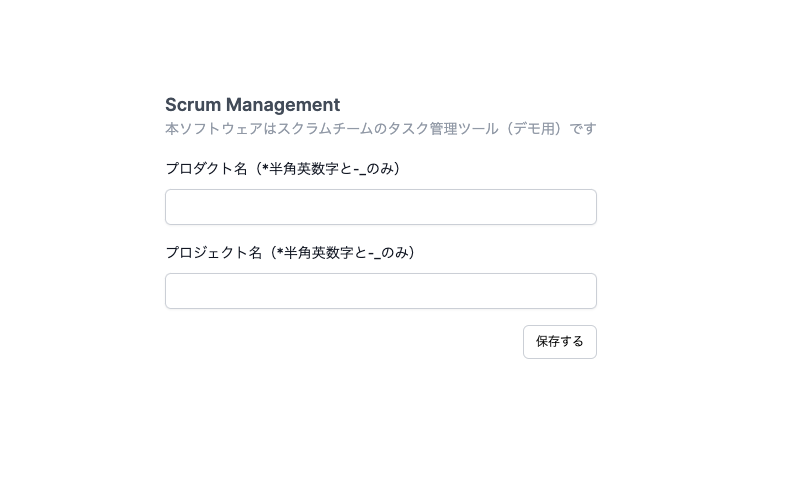 Scrum Management
本ソフトウェアはスクラムチームのタスク管理ツール（デモ用）です
プロダクト名（*半角英数字と-_のみ）
プロジェクト名（*半角英数字と-_のみ）
保存する